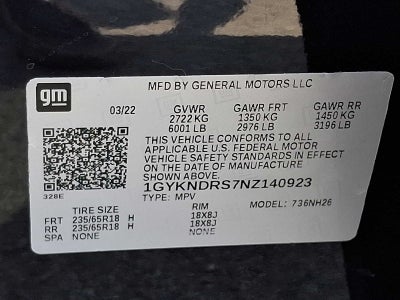 gm
MFD BY GENERAL MOTORS LLC
03/22 GVWR GAWR FRT GAWR RR
2722 KG 1350 KG 1450 KG
6001 LB 2976 LB 3196 LB
THIS VEHICLE CONFORMS TO ALL
APPLICABLE U.S. FEDERAL MOTOR
VEHICLE SAFETY STANDARDS IN EFFECT
ON THE DATE OF MANUFACTURE
SHOWN ABOVE.
1GYKNDRS7NZ140923
328E TYPE: MPV MODEL: 736NH26
TIRE SIZE RIM
FRT 235/65R18 H 18X8J
RR 235/65R18 H 18X8J
SPA NONE NONE